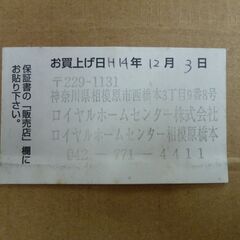 保証書の「販売店」欄に
お貼り下さい。
お買上げ日H14年12月3日
〒229-1131
神奈川県相模原市西橋本3丁目9番8号
ロイヤルホームセンター株式会社
ロイヤルホームセンター相模原橋本
042-771-4411